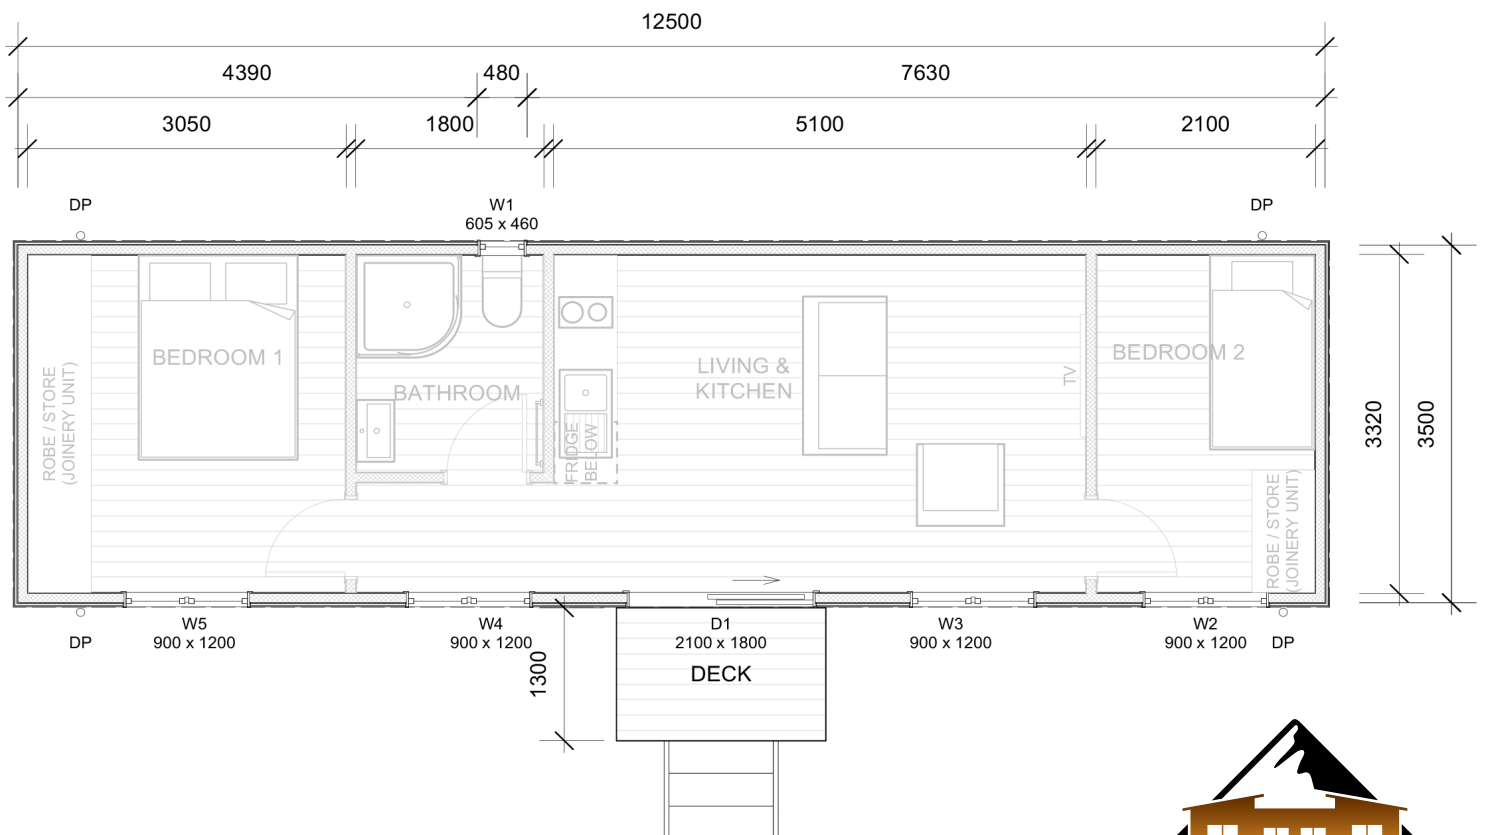 12500
4390
480
7630
3050
1800
5100
2100
DP
W1
605 x 460
DP
BEDROOM 1
BATHROOM
LIVING &
KITCHEN
TV
BEDROOM 2
ROBE / STORE
(JOINERY UNIT)
FRIDGE
BELOW
ROBE / STORE
(JOINERY UNIT)
3320
3500
DP
W5
900 x 1200
W4
900 x 1200
D1
2100 x 1800
W3
900 x 1200
W2
900 x 1200
DP
1300
DECK